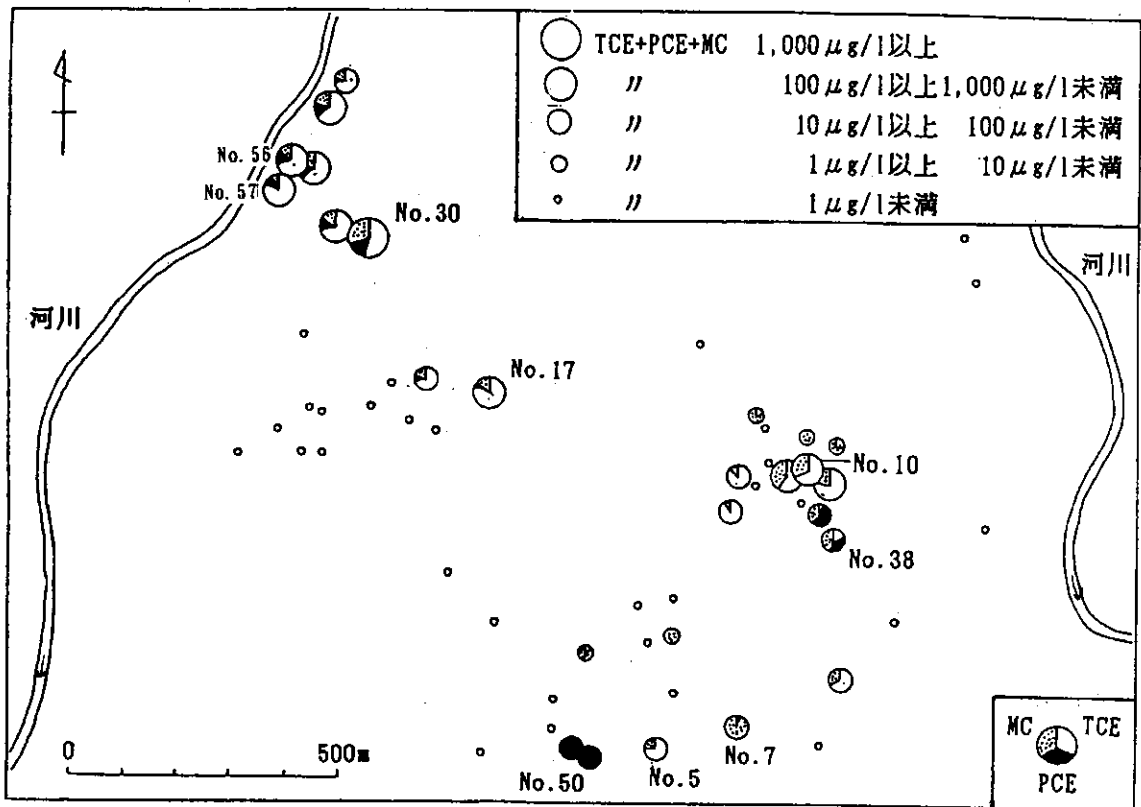 TCE+PCE+MC 1,000μg/l以上
〃 100μg/l以上1,000μg/l未満
〃 10μg/l以上 100μg/l未満
〃 1μg/l以上 10μg/l未満
〃 1μg/l未満
No.56
No.57
No.30
河川
河川
No.17
No.10
No.38
MC TCE
PCE
0 500m
No.50
No.5
No.7